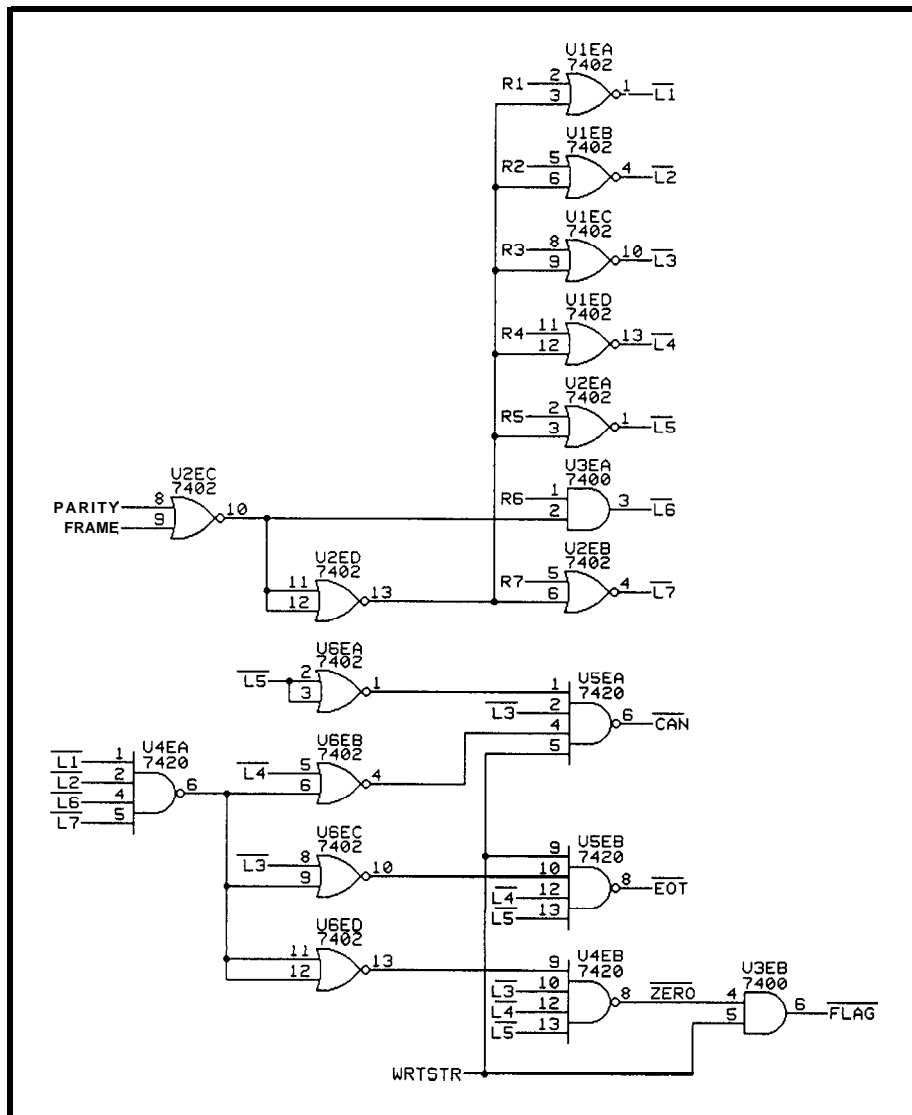 U1EA
7402
R1 2
3
1 L1
U1EB
7402
R2 5
6
4 L2
U1EC
7402
R3 8
9
10 L3
U1ED
7402
R4 11
12
13 L4
U2EA
7402
R5 2
3
1 L5
U3EA
7400
R6 1
2
3 L6
U2EC
7402
PARITY 8
FRAME 9
10
U2EB
7402
R7 5
6
4 L7
U2ED
7402
11
12
13
U6EA
7402
L5 2
3
1
U5EA
7420
1
L3 2
4
5
6 CAN
U4EA
7420
L1 1
L2 2
L6 4
L7 5
6
U6EB
7402
L4 5
6
4
U6EC
7402
L3 8
9
10
U5EB
7420
9
10
L4 12
L5 13
8 EOT
U6ED
7402
11
12
13
U4EB
7420
9
L3 10
L4 12
L5 13
8 ZERO
U3EB
7400
4
5
6 FLAG
WRTSTR